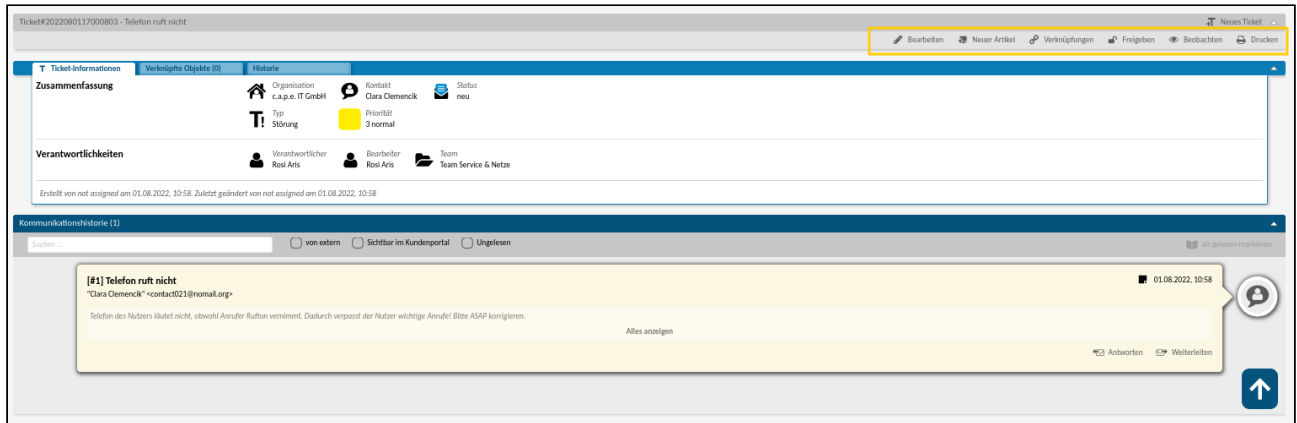 Ticket#2022080117000803 - Telefon ruft nicht
Neues Ticket
Bearbeiten Neuer Artikel Verknüpfungen Freigeben Beobachten Drucken
Ticket-Informationen Verknüpfte Objekte (0) Historie
Zusammenfassung
Organisation Kontakt Status
c.a.p.e. IT GmbH Clara Clemencik neu
Typ Priorität
Störung 3 normal
Verantwortlichkeiten
Verantwortlicher Bearbeiter Team
Rosi Aris Rosi Aris Team Service & Netze
Erstellt von not assigned am 01.08.2022, 10:58. Zuletzt geändert von not assigned am 01.08.2022, 10:58
Kommunikationshistorie (1)
Suchen ... von extern Sichtbar im Kundenportal Ungelesen als gelesen markieren
[#1] Telefon ruft nicht 01.08.2022, 10:58
"Clara Clemencik" <contact021@nomail.org>
Telefon des Nutzers läutet nicht, obwohl Anrufer Rufton vernimmt. Dadurch verpasst der Nutzer wichtige Anrufe! Bitte ASAP korrigieren.
Alles anzeigen
Antworten Weiterleiten